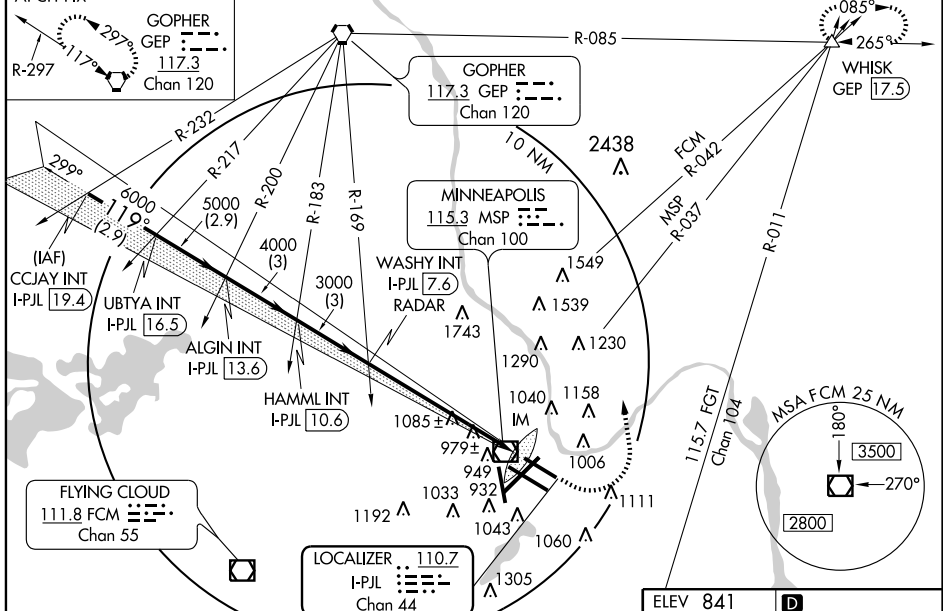 GOPHER
GEP
117.3
Chan 120
R-297
297°
117°
R-085
085°
265°
WHISK
GEP 17.5
GOPHER
117.3 GEP
Chan 120
R-232
R-217
R-200
R-183
R-169
10 NM
2438
FCM
R-042
MSP
R-037
R-011
MINNEAPOLIS
115.3 MSP
Chan 100
299°
6000
119°
(2.9)
5000
(2.9)
4000
(3)
3000
(3)
(IAF)
CCJAY INT
I-PJL 19.4
UBTYA INT
I-PJL 16.5
ALGIN INT
I-PJL 13.6
HAMML INT
I-PJL 10.6
WASHY INT
I-PJL 7.6
RADAR
1549
1539
1743
1290
1230
1040
1158
IM
1085±
979±
949
1006
932
1033
1192
1043
1111
1060
1305
115.7 FGT
Chan 104
MSA FCM 25 NM
180°
3500
270°
2800
FLYING CLOUD
111.8 FCM
Chan 55
LOCALIZER 110.7
I-PJL
Chan 44
ELEV 841
D